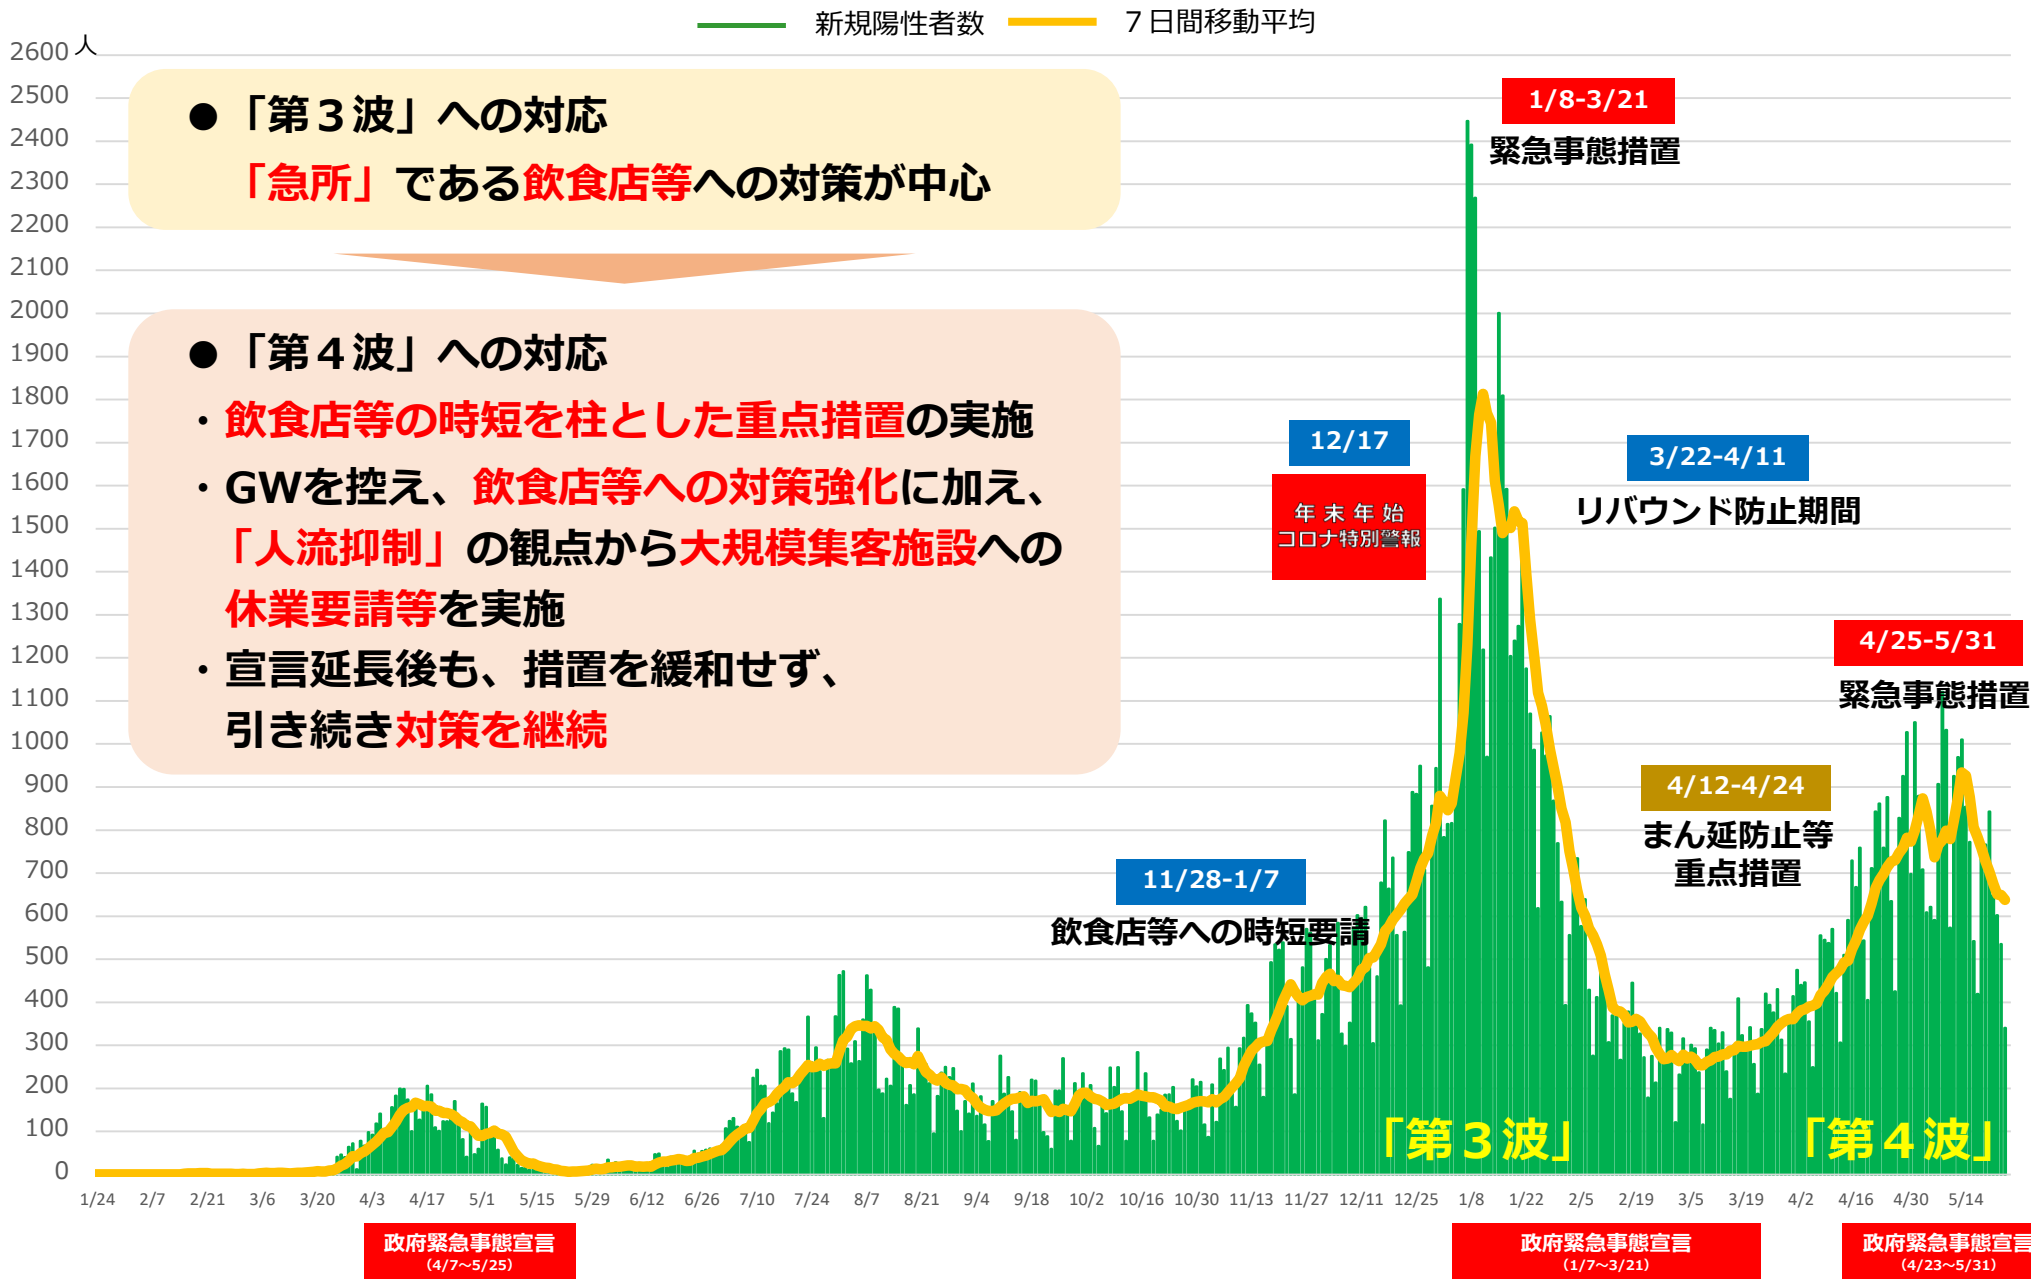 新規陽性者数 7日間移動平均
人
2600
2500
2400
2300
2200
2100
2000
1900
1800
1700
1600
1500
1400
1300
1200
1100
1000
900
800
700
600
500
400
300
200
100
0
●「第3波」への対応
「急所」である飲食店等への対策が中心
●「第4波」への対応
・飲食店等の時短を柱とした重点措置の実施
・GWを控え、飲食店等への対策強化に加え、
「人流抑制」の観点から大規模集客施設への
休業要請等を実施
・宣言延長後も、措置を緩和せず、
引き続き対策を継続
11/28-1/7
飲食店等への時短要請
12/17
年末年始
コロナ特別警報
1/8-3/21
緊急事態措置
3/22-4/11
リバウンド防止期間
4/12-4/24
まん延防止等
重点措置
4/25-5/31
緊急事態措置
「第3波」 「第4波」
1/24 2/7 2/21 3/6 3/20 4/3 4/17 5/1 5/15 5/29 6/12 6/26 7/10 7/24 8/7 8/21 9/4 9/18 10/2 10/16 10/30 11/13 11/27 12/11 12/25 1/8 1/22 2/5 2/19 3/5 3/19 4/2 4/16 4/30 5/14
政府緊急事態宣言
(4/7～5/25)
政府緊急事態宣言
(1/7～3/21)
政府緊急事態宣言
(4/23～5/31)